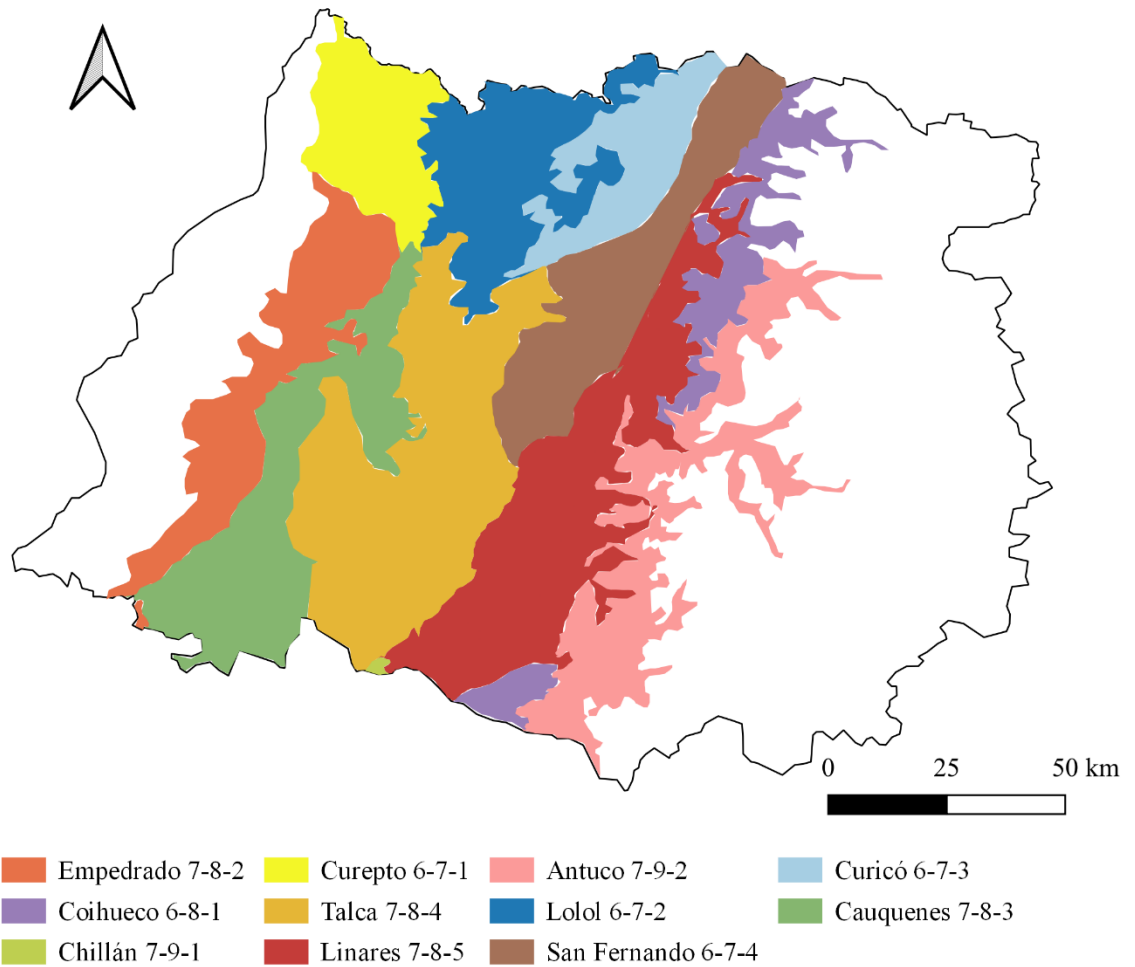 0 25 50 km
Empedrado 7-8-2 Curepto 6-7-1 Antuco 7-9-2 Curicó 6-7-3
Coihueco 6-8-1 Talca 7-8-4 Lolol 6-7-2 Cauquenes 7-8-3
Chillán 7-9-1 Linares 7-8-5 San Fernando 6-7-4